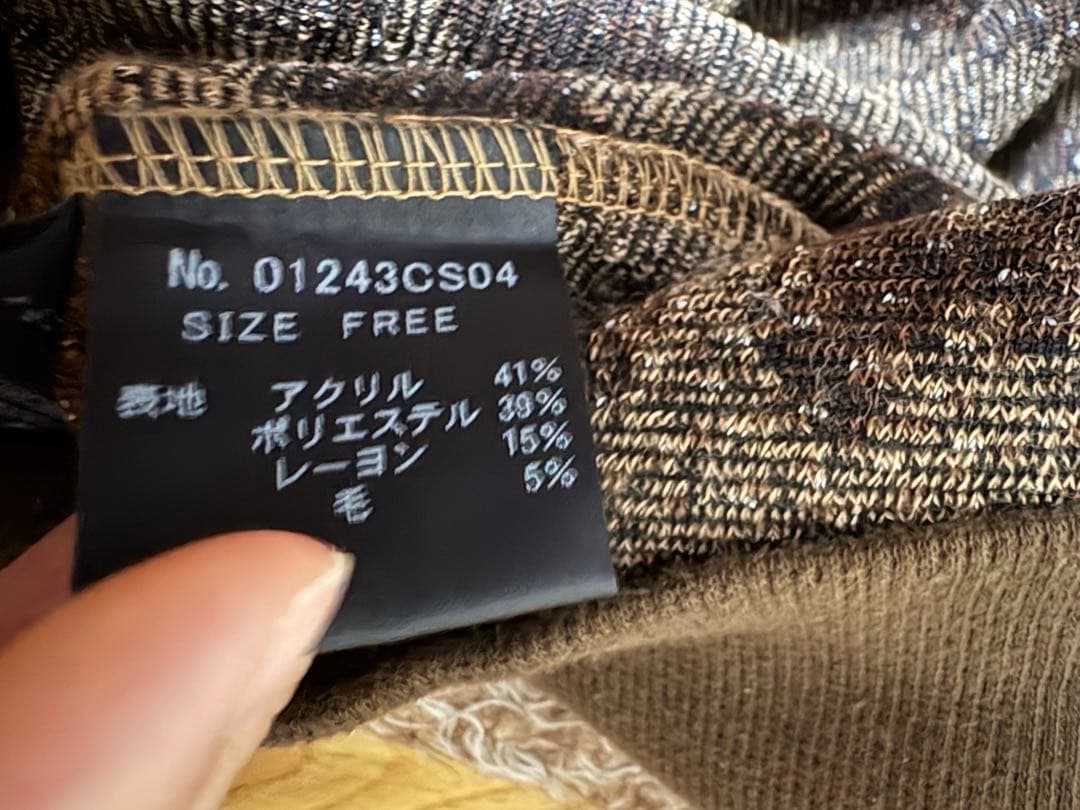 No. 01243CS04
SIZE FREE
表地 アクリル 41%
ポリエステル 39%
レーヨン 15%
毛 5%